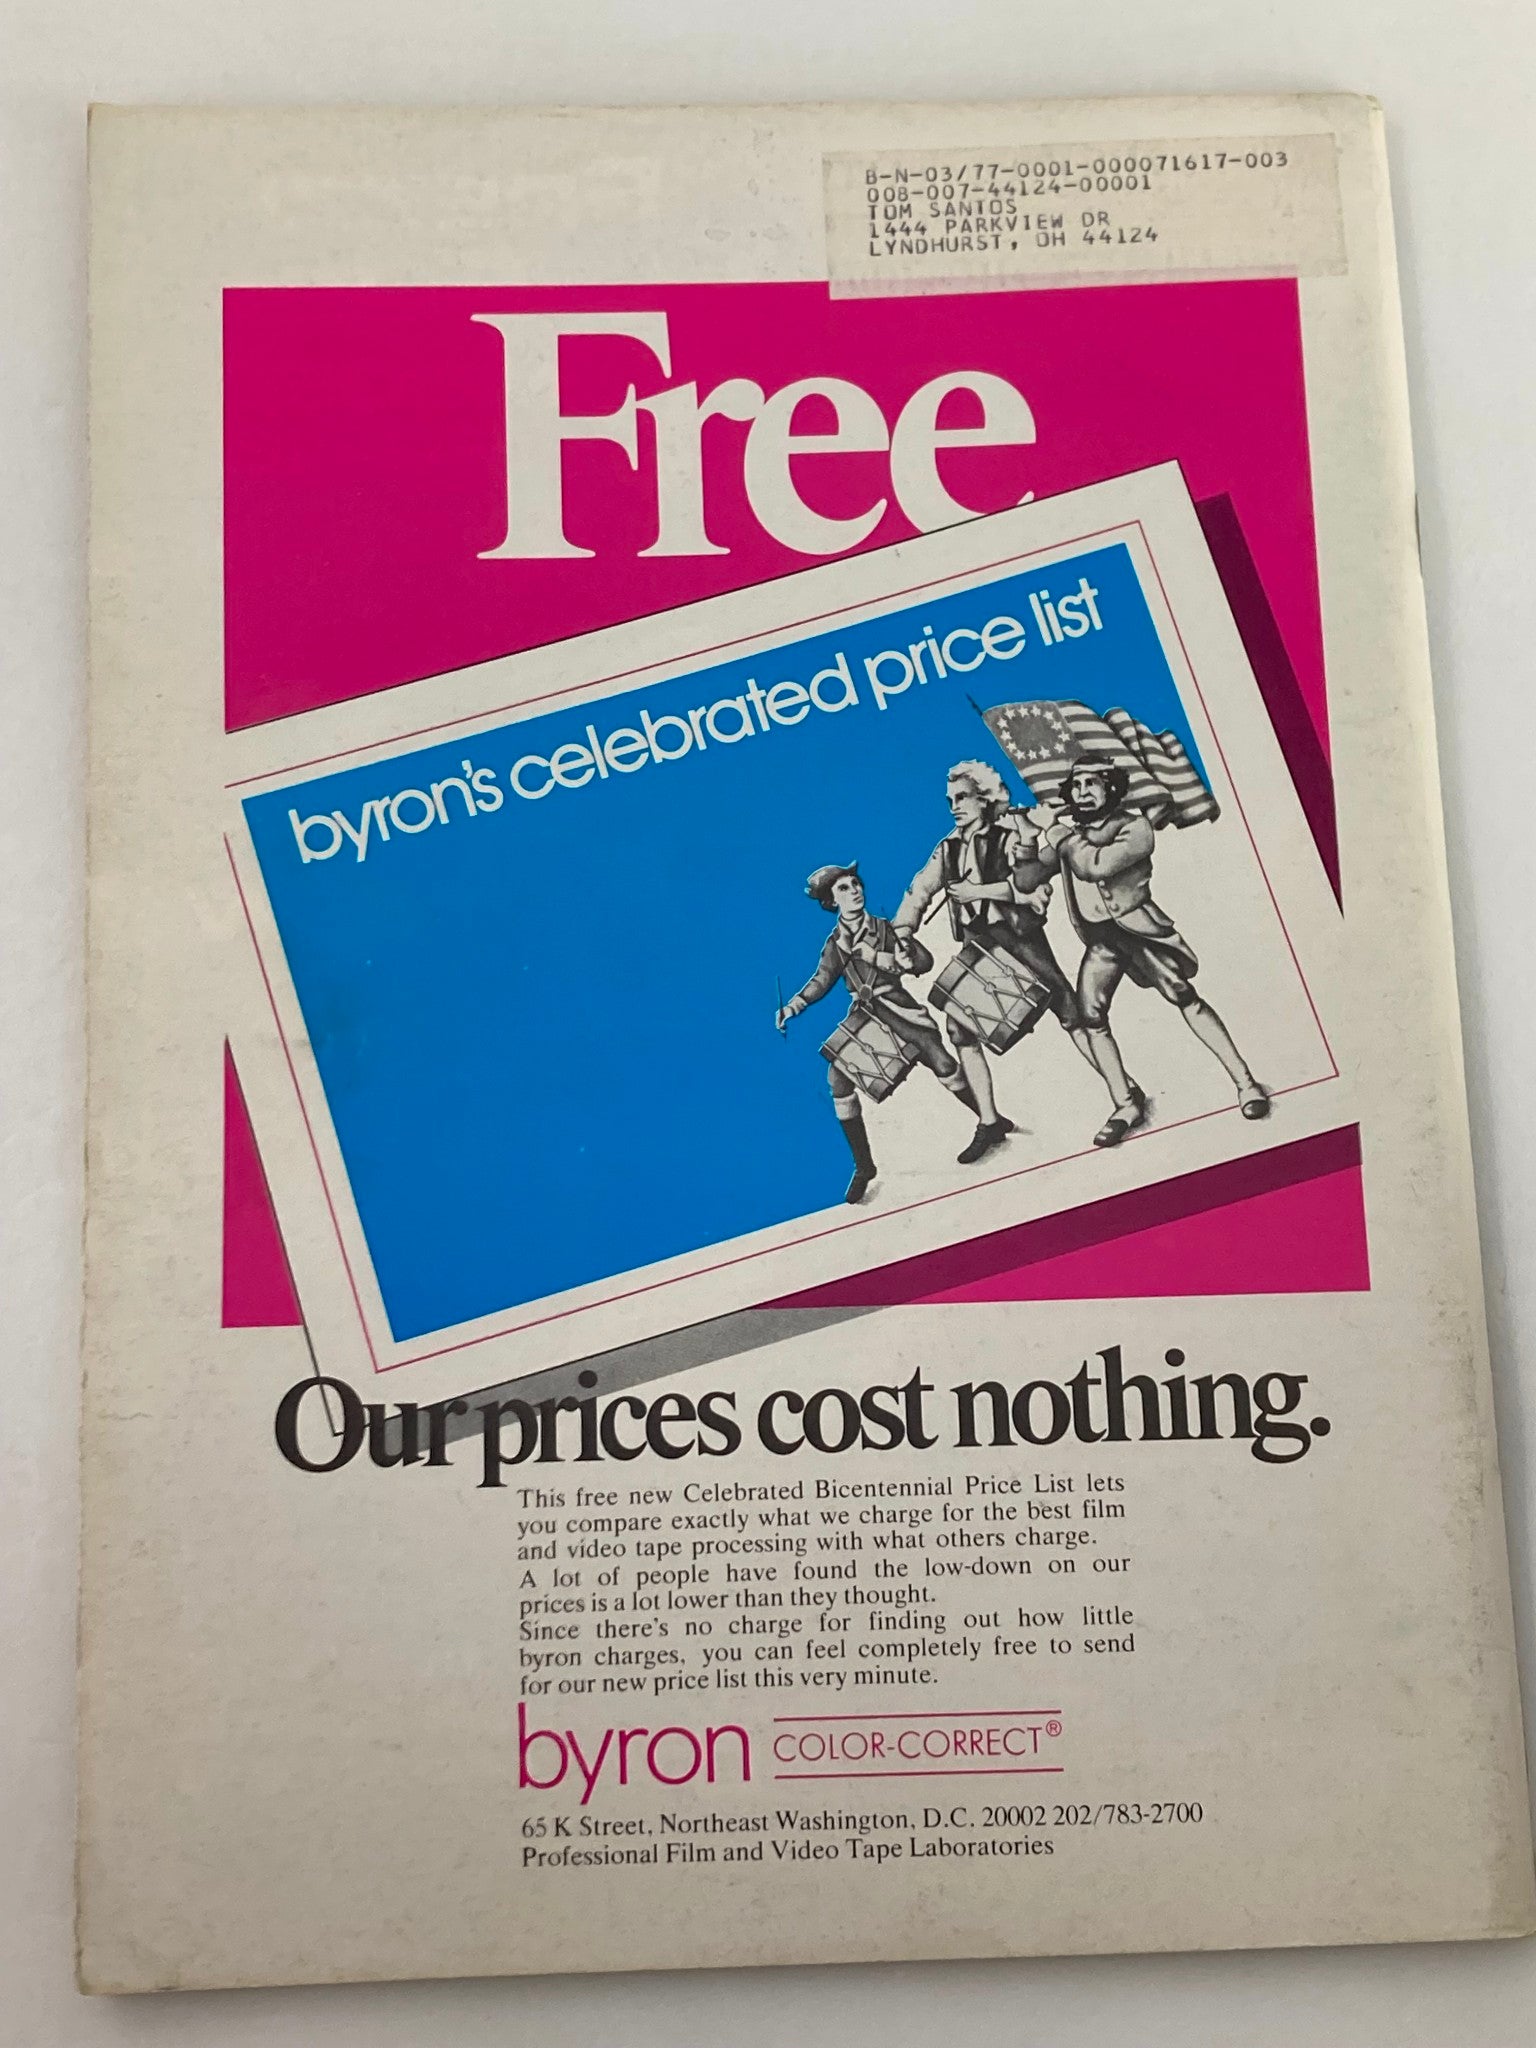 B-N-03/77-0001-000071617-003
008-007-44124-00001
TOM SANTOS
1444 PARKVIEW DR
LYNDHURST, OH 44124
Free
byron's celebrated price list
Our prices cost nothing.
This free new Celebrated Bicentennial Price List lets
you compare exactly what we charge for the best film
and video tape processing with what others charge.
A lot of people have found the low-down on our
prices is a lot lower than they thought.
Since there's no charge for finding out how little
byron charges, you can feel completely free to send
for our new price list this very minute.
byron COLOR-CORRECT®
65 K Street, Northeast Washington, D.C. 20002 202/783-2700
Professional Film and Video Tape Laboratories